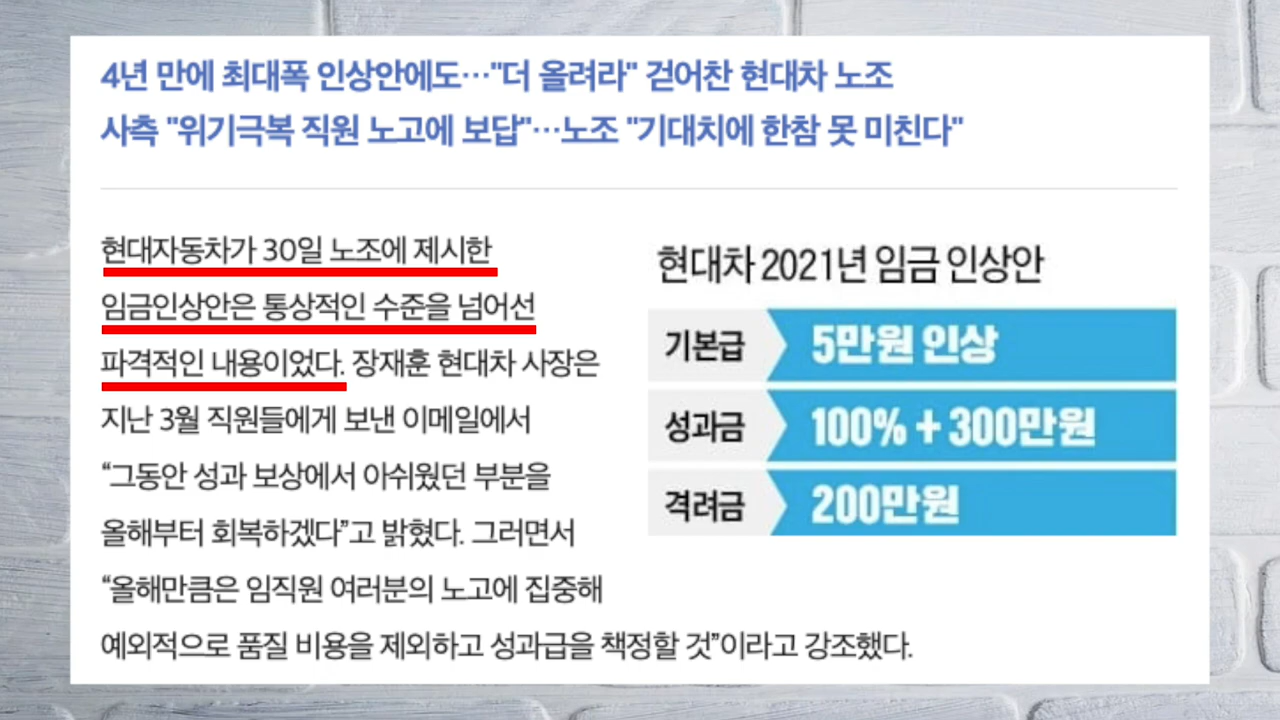 4년 만에 최대폭 인상안에도…"더 올려라" 걷어찬 현대차 노조
사측 "위기극복 직원 노고에 보답"…노조 "기대치에 한참 못 미친다"
현대자동차가 30일 노조에 제시한
임금인상안은 통상적인 수준을 넘어선
파격적인 내용이었다. 장재훈 현대차 사장은
지난 3월 직원들에게 보낸 이메일에서
“그동안 성과 보상에서 아쉬웠던 부분을
올해부터 회복하겠다”고 밝혔다. 그러면서
“올해만큼은 임직원 여러분의 노고에 집중해
예외적으로 품질 비용을 제외하고 성과급을 책정할 것”이라고 강조했다.
현대차 2021년 임금 인상안
기본급 5만원 인상
성과금 100% + 300만원
격려금 200만원